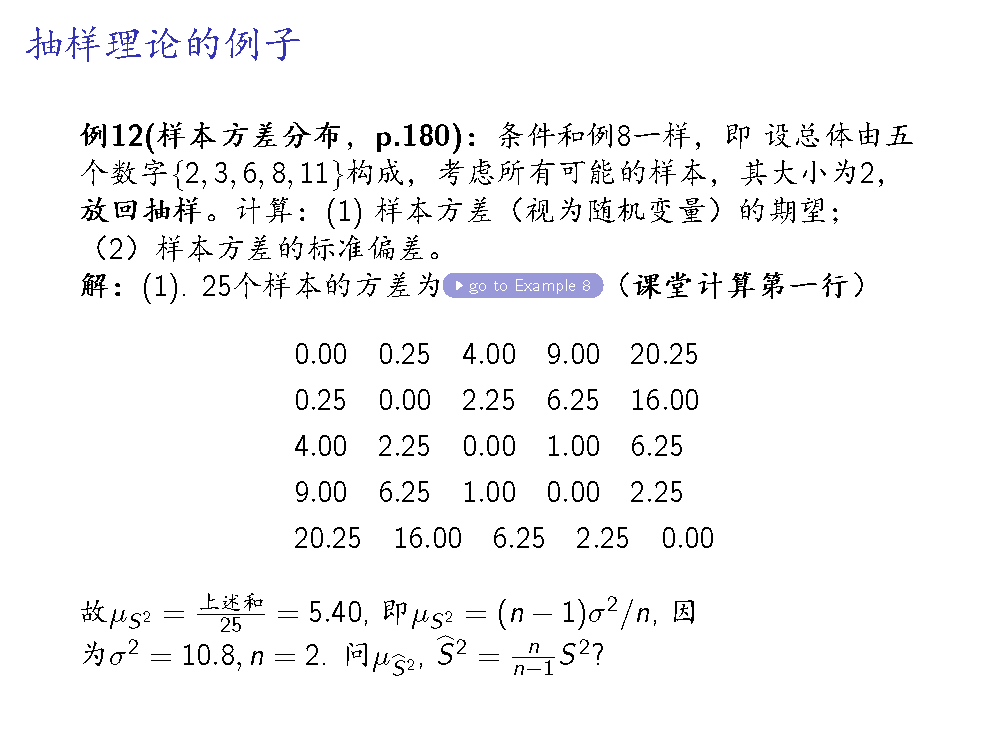 抽样理论的例子
例12(样本方差分布，p.180)：条件和例8一样，即 设总体由五
个数字{2, 3, 6, 8, 11}构成，考虑所有可能的样本，其大小为2，
放回抽样。计算：(1) 样本方差（视为随机变量）的期望；
（2）样本方差的标准偏差。
解：(1). 25个样本的方差为 go to Example 8 （课堂计算第一行）
0.00 0.25 4.00 9.00 20.25
0.25 0.00 2.25 6.25 16.00
4.00 2.25 0.00 1.00 6.25
9.00 6.25 1.00 0.00 2.25
20.25 16.00 6.25 2.25 0.00
故μ_{S²} = 上述和/25 = 5.40, 即μ_{S²} = (n − 1)σ²/n, 因
为σ² = 10.8, n = 2. 问μ_{Ŝ²}, Ŝ² = n/(n−1) S²?